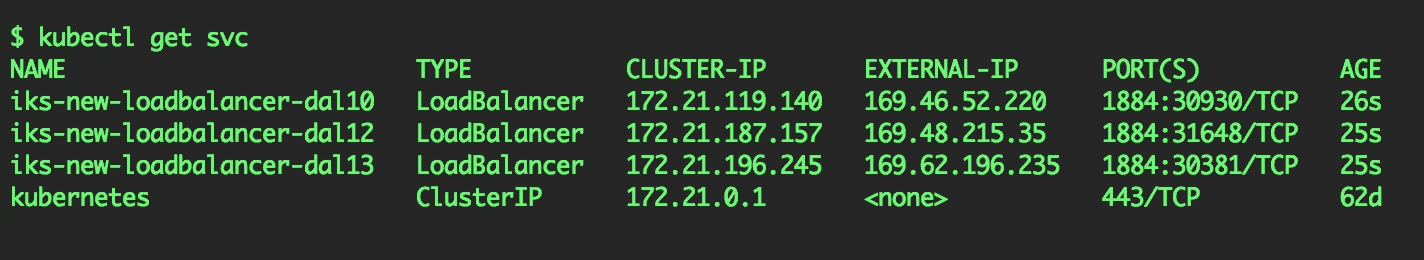 $ kubectl get svc
NAME TYPE CLUSTER-IP EXTERNAL-IP PORT(S) AGE
iks-new-loadbalancer-dal10 LoadBalancer 172.21.119.140 169.46.52.220 1884:30930/TCP 26s
iks-new-loadbalancer-dal12 LoadBalancer 172.21.187.157 169.48.215.35 1884:31648/TCP 25s
iks-new-loadbalancer-dal13 LoadBalancer 172.21.196.245 169.62.196.235 1884:30381/TCP 25s
kubernetes ClusterIP 172.21.0.1 <none> 443/TCP 62d